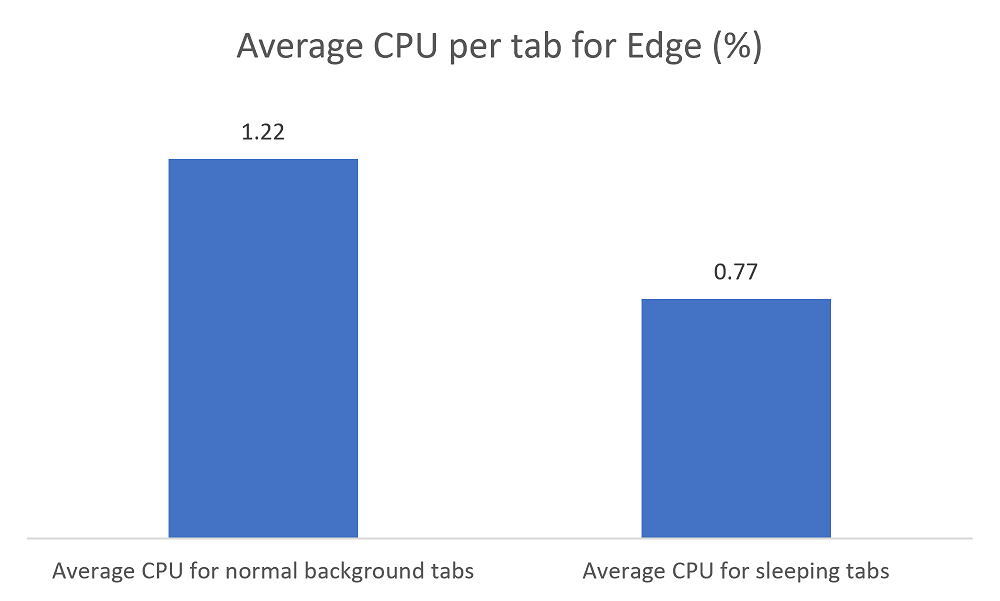 Average CPU per tab for Edge (%)
1.22
0.77
Average CPU for normal background tabs
Average CPU for sleeping tabs